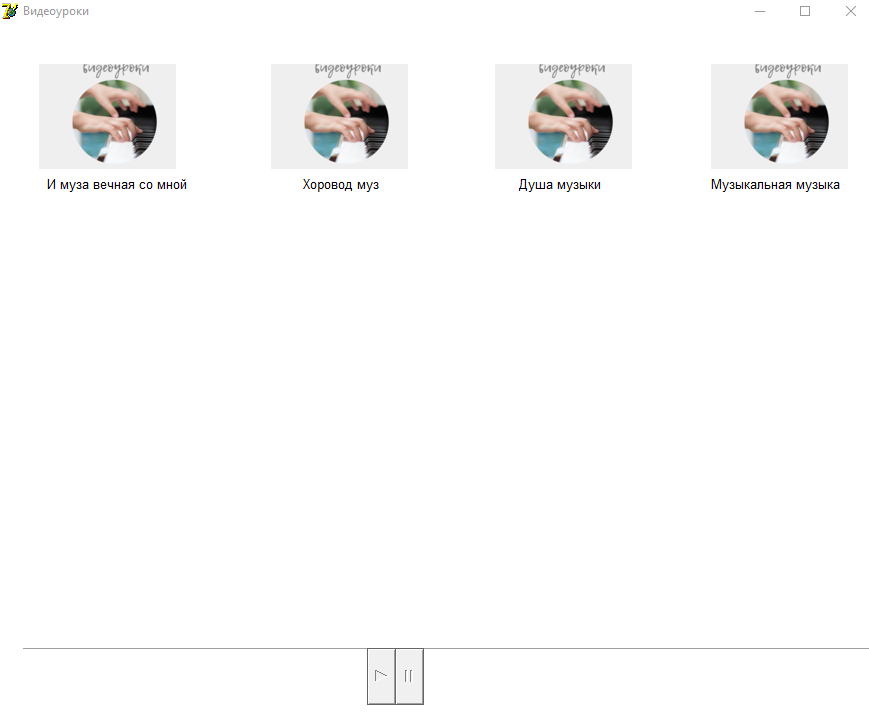 Видеоуроки
видеоуроки видеоуроки видеоуроки видеоуроки
И муза вечная со мной Хоровод муз Душа музыки Музыкальная музыка